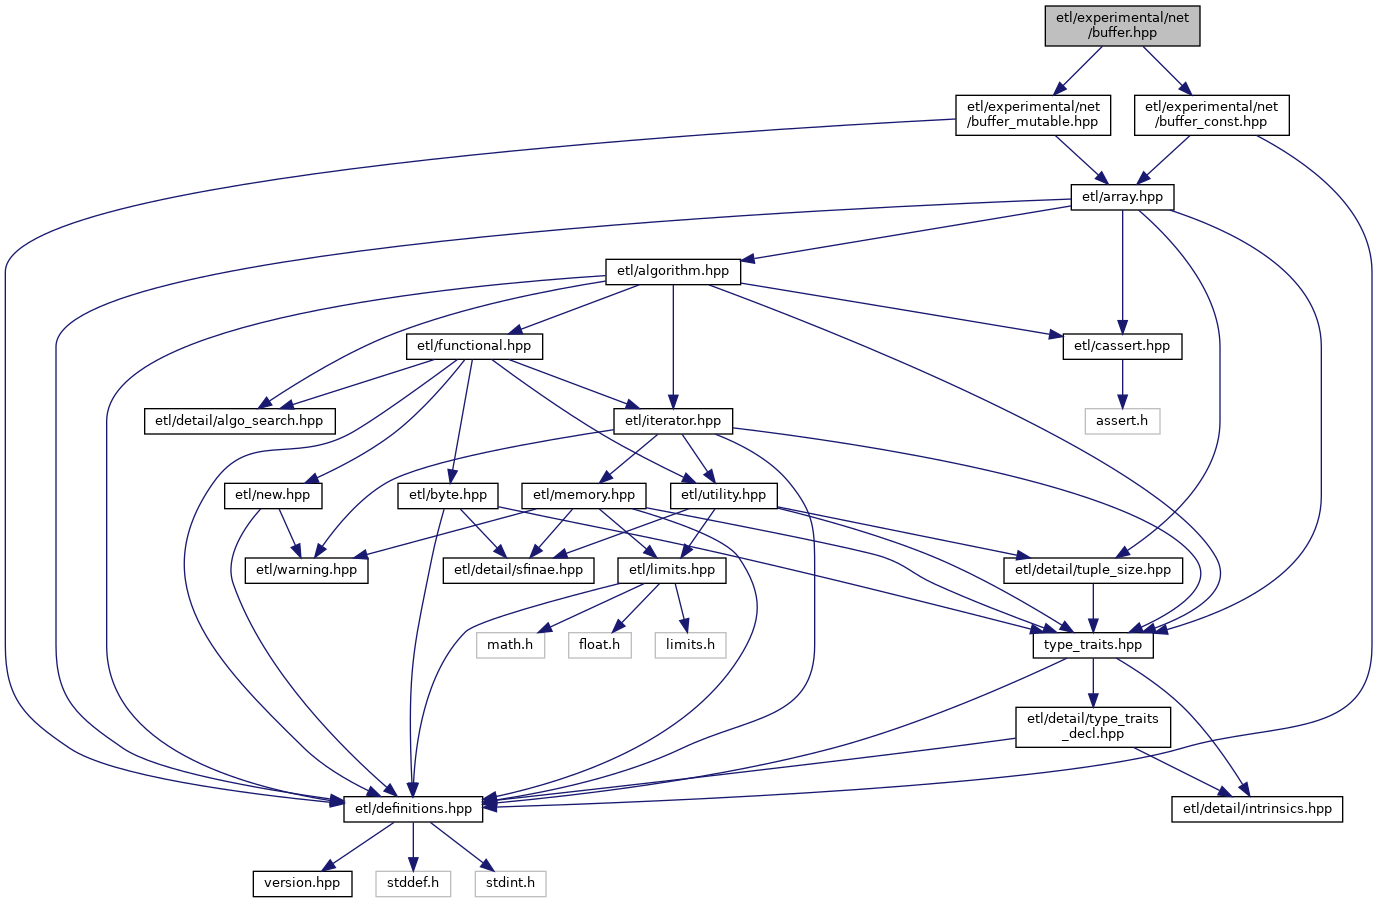 etl/experimental/net
/buffer.hpp
etl/experimental/net
/buffer_mutable.hpp
etl/experimental/net
/buffer_const.hpp
etl/array.hpp
etl/algorithm.hpp
etl/functional.hpp
etl/cassert.hpp
etl/detail/algo_search.hpp
etl/iterator.hpp
assert.h
etl/new.hpp
etl/byte.hpp
etl/memory.hpp
etl/utility.hpp
etl/warning.hpp
etl/detail/sfinae.hpp
etl/limits.hpp
etl/detail/tuple_size.hpp
math.h
float.h
limits.h
type_traits.hpp
etl/detail/type_traits
_decl.hpp
etl/definitions.hpp
etl/detail/intrinsics.hpp
version.hpp
stddef.h
stdint.h